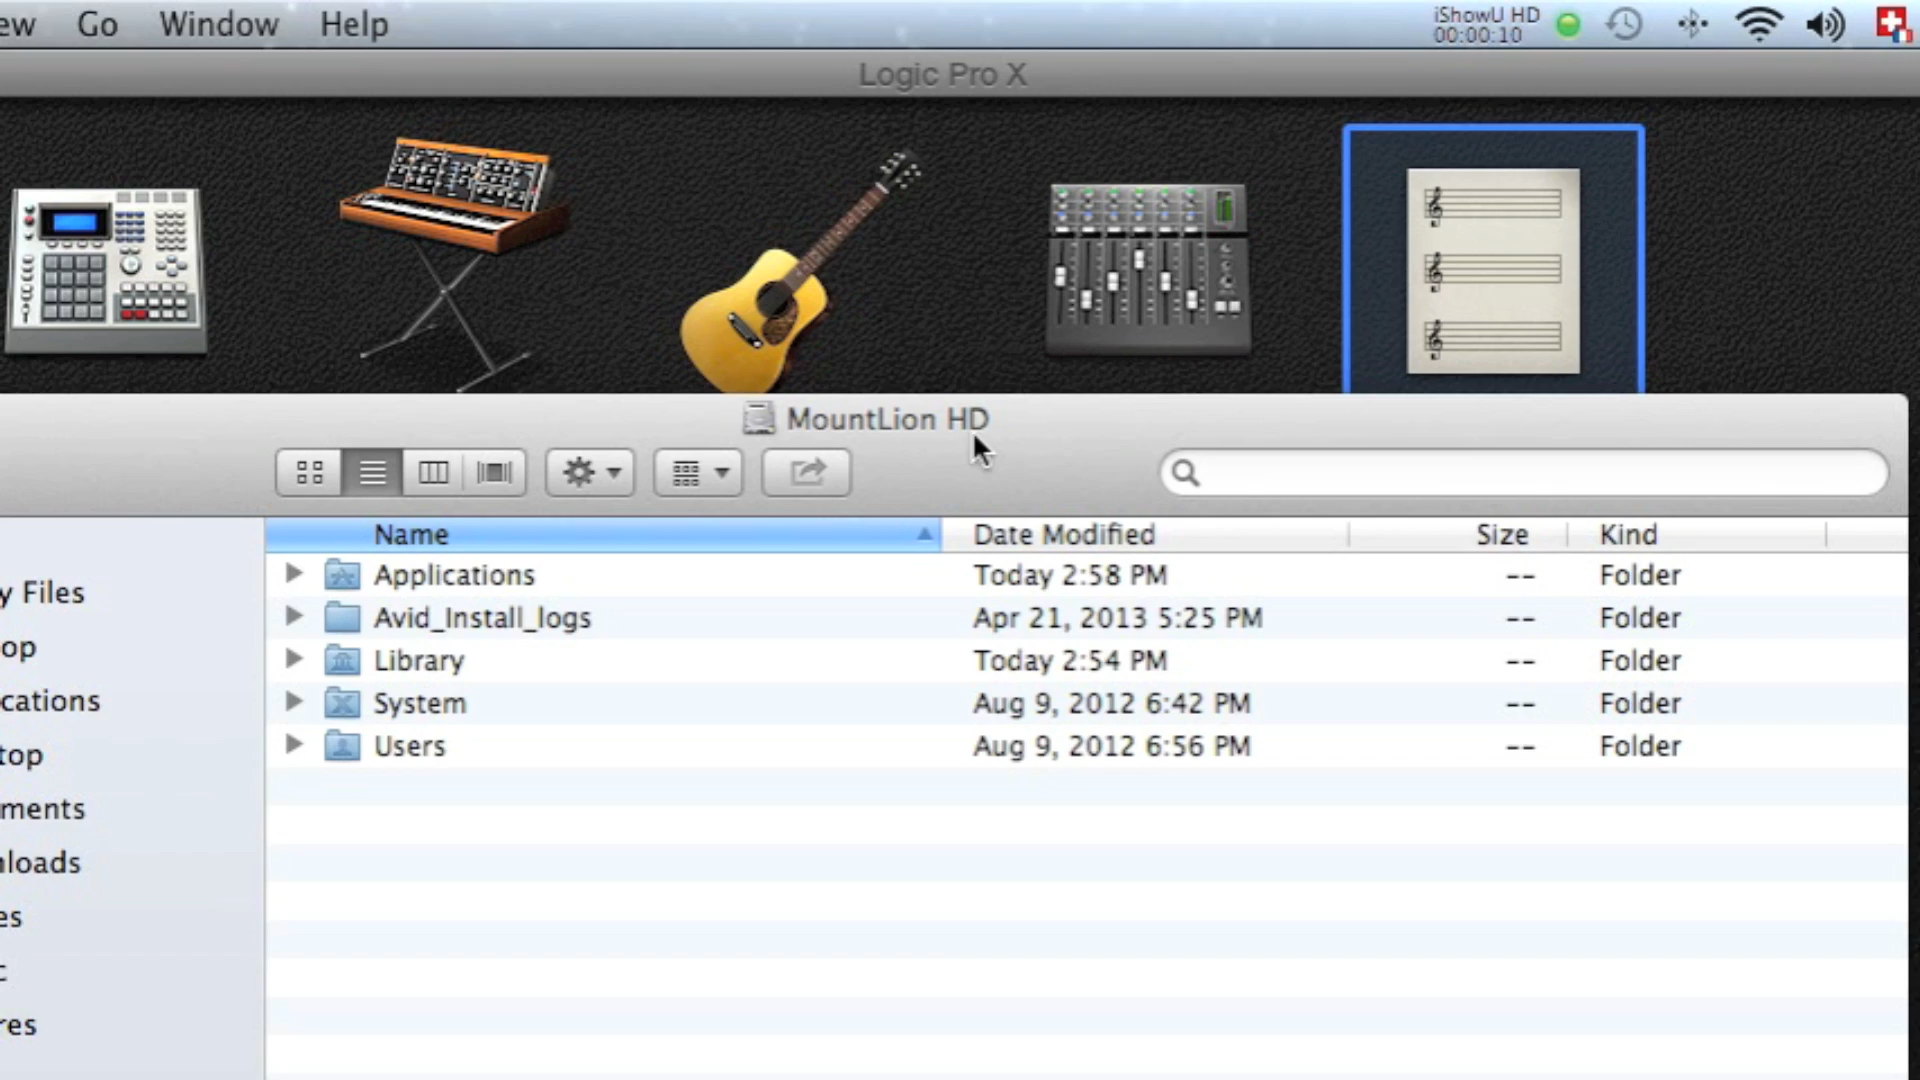 ew Go Window Help iShowU HD
00:00:10
Logic Pro X
MountLion HD
Name Date Modified Size Kind
Applications Today 2:58 PM -- Folder
y Files
Avid_Install_logs Apr 21, 2013 5:25 PM -- Folder
op
Library Today 2:54 PM -- Folder
cations
System Aug 9, 2012 6:42 PM -- Folder
top
Users Aug 9, 2012 6:56 PM -- Folder
ments
nloads
es
c
res